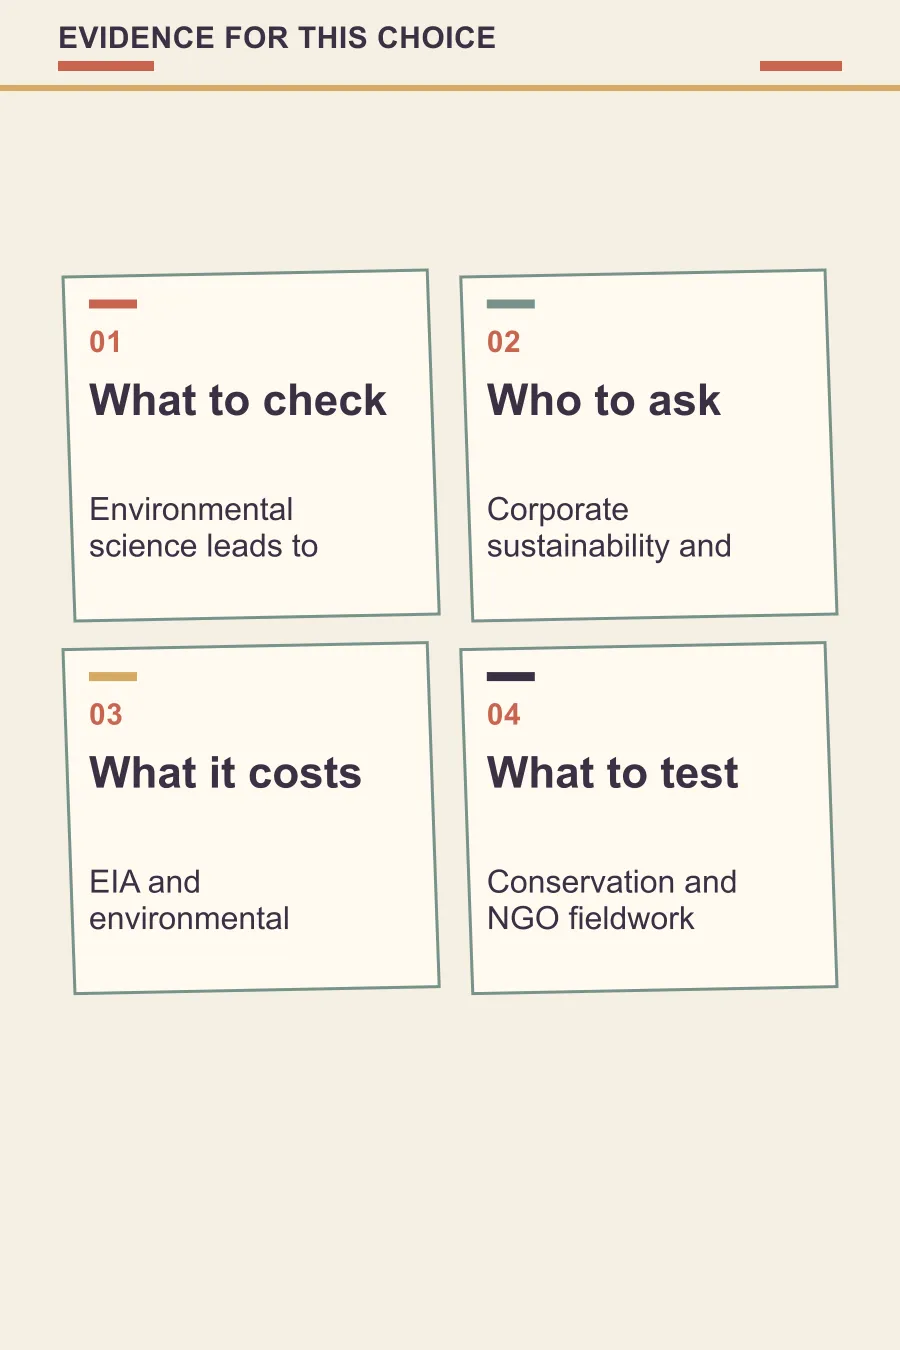 EVIDENCE FOR THIS CHOICE
01
What to check
Environmental
science leads to
02
Who to ask
Corporate
sustainability and
03
What it costs
EIA and
environmental
04
What to test
Conservation and
NGO fieldwork